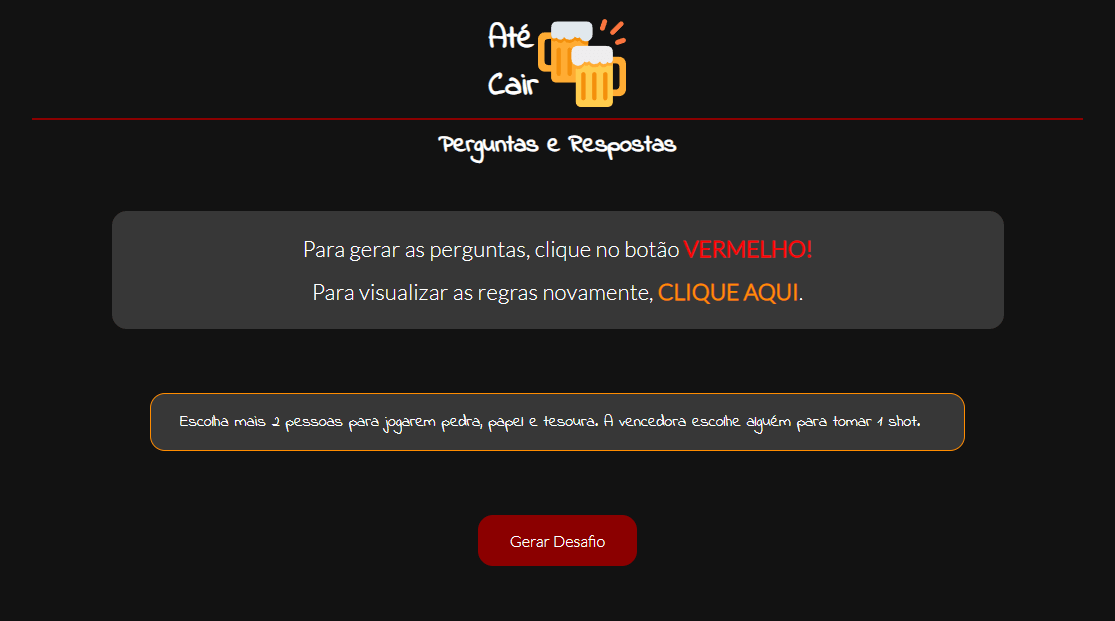 Até
Cair
Perguntas e Respostas
Para gerar as perguntas, clique no botão VERMELHO!
Para visualizar as regras novamente, CLIQUE AQUI.
Escolha mais 2 pessoas para jogarem pedra, papel e tesoura. A vencedora escolhe alguém para tomar 1 shot.
Gerar Desafio